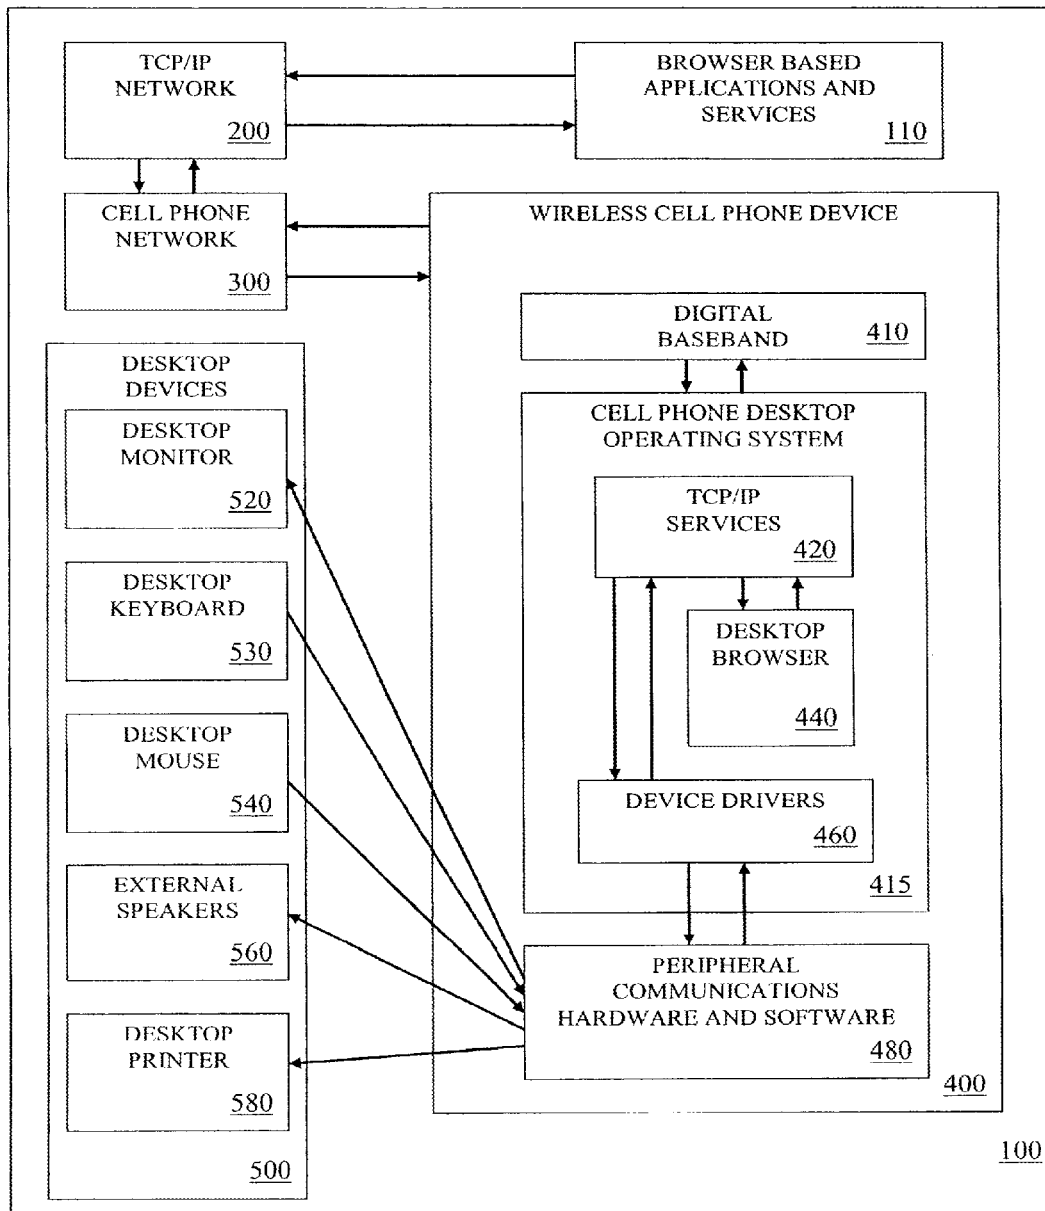 TCP/IP
NETWORK
200
BROWSER BASED
APPLICATIONS AND
SERVICES
110
CELL PHONE
NETWORK
300
WIRELESS CELL PHONE DEVICE
DIGITAL
BASEBAND
410
CELL PHONE DESKTOP
OPERATING SYSTEM
TCP/IP
SERVICES
420
DESKTOP
BROWSER
440
DEVICE DRIVERS
460
415
PERIPHERAL
COMMUNICATIONS
HARDWARE AND SOFTWARE
480
400
DESKTOP
DEVICES
DESKTOP
MONITOR
520
DESKTOP
KEYBOARD
530
DESKTOP
MOUSE
540
EXTERNAL
SPEAKERS
560
DESKTOP
PRINTER
580
500
100